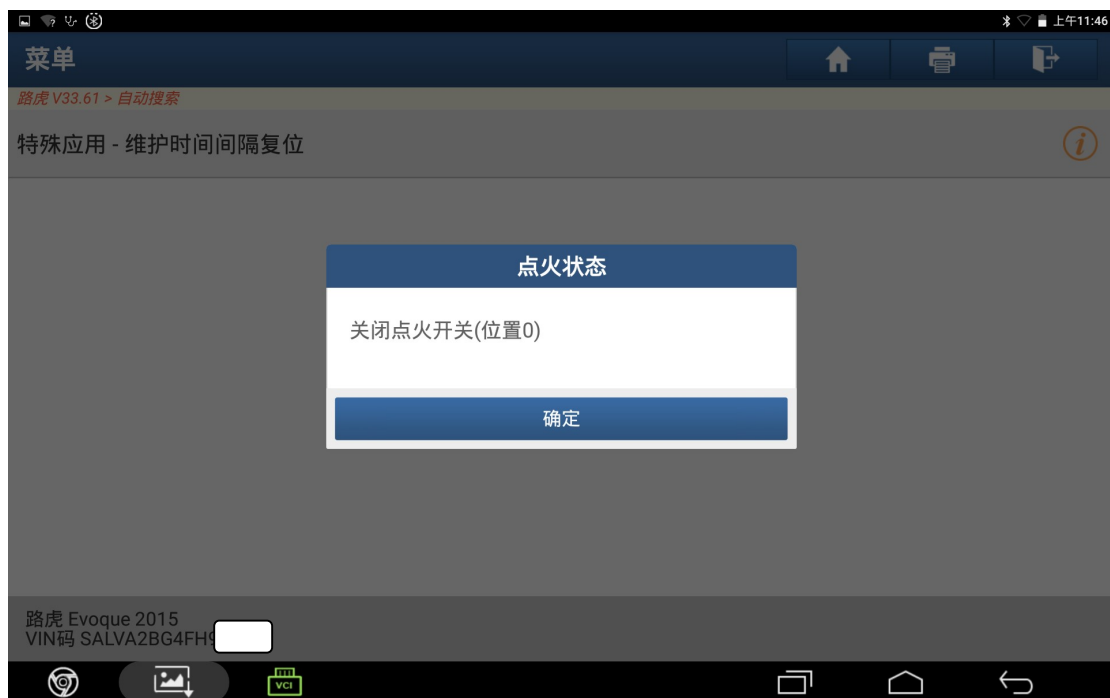 上午11:46
菜单
路虎 V33.61 > 自动搜索
特殊应用 - 维护时间间隔复位
点火状态
关闭点火开关(位置0)
确定
路虎 Evoque 2015
VIN码 SALVA2BG4FH9
VCI